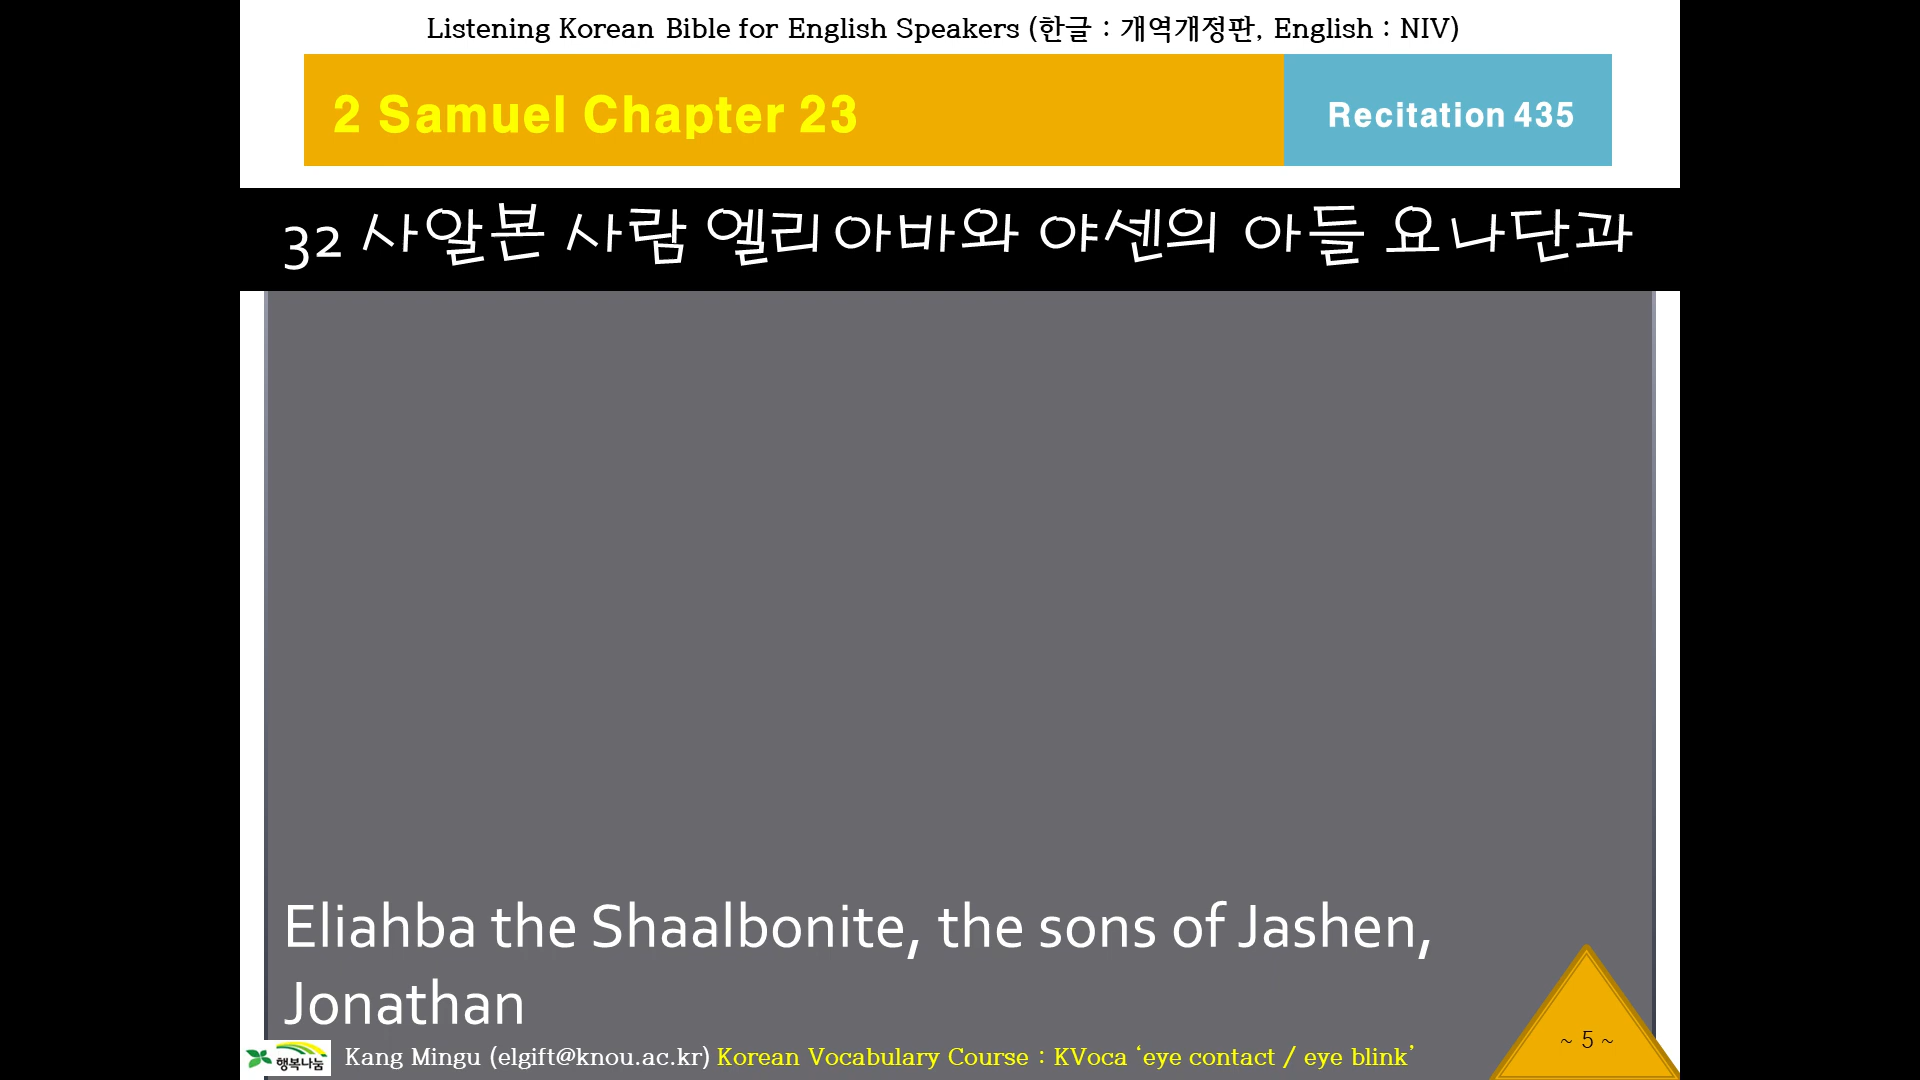 Listening Korean Bible for English Speakers (한글 : 개역개정판, English : NIV)
2 Samuel Chapter 23
Recitation 435
32 사알본 사람 엘리아바와 야센의 아들 요나단과
Eliahba the Shaalbonite, the sons of Jashen,
Jonathan
행복나눔
Kang Mingu (elgift@knou.ac.kr) Korean Vocabulary Course : KVoca ‘eye contact / eye blink’
~ 5 ~